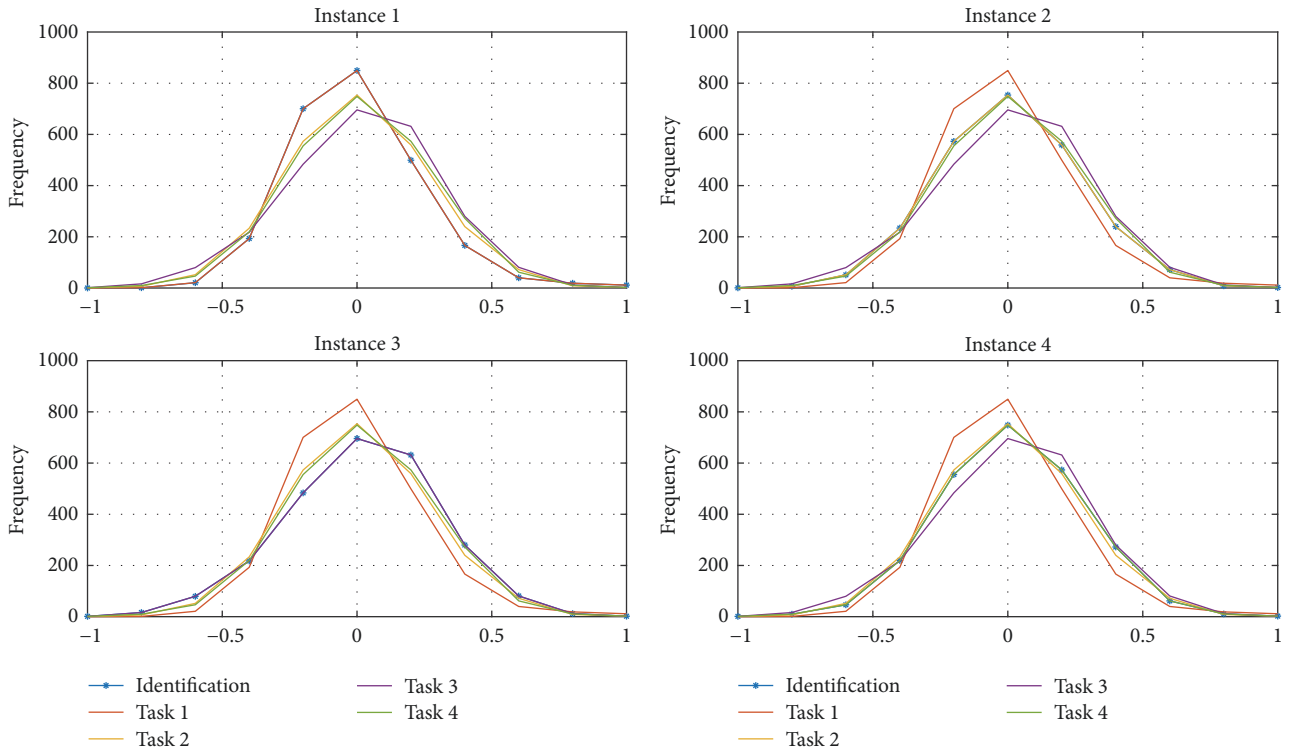 Instance 1
1000
800
600
400
200
0
Frequency
−1
−0.5
0
0.5
1
Instance 2
1000
800
600
400
200
0
Frequency
−1
−0.5
0
0.5
1
Instance 3
1000
800
600
400
200
0
Frequency
−1
−0.5
0
0.5
1
Instance 4
1000
800
600
400
200
0
Frequency
−1
−0.5
0
0.5
1
Identification
Task 1
Task 2
Task 3
Task 4
Identification
Task 1
Task 2
Task 3
Task 4